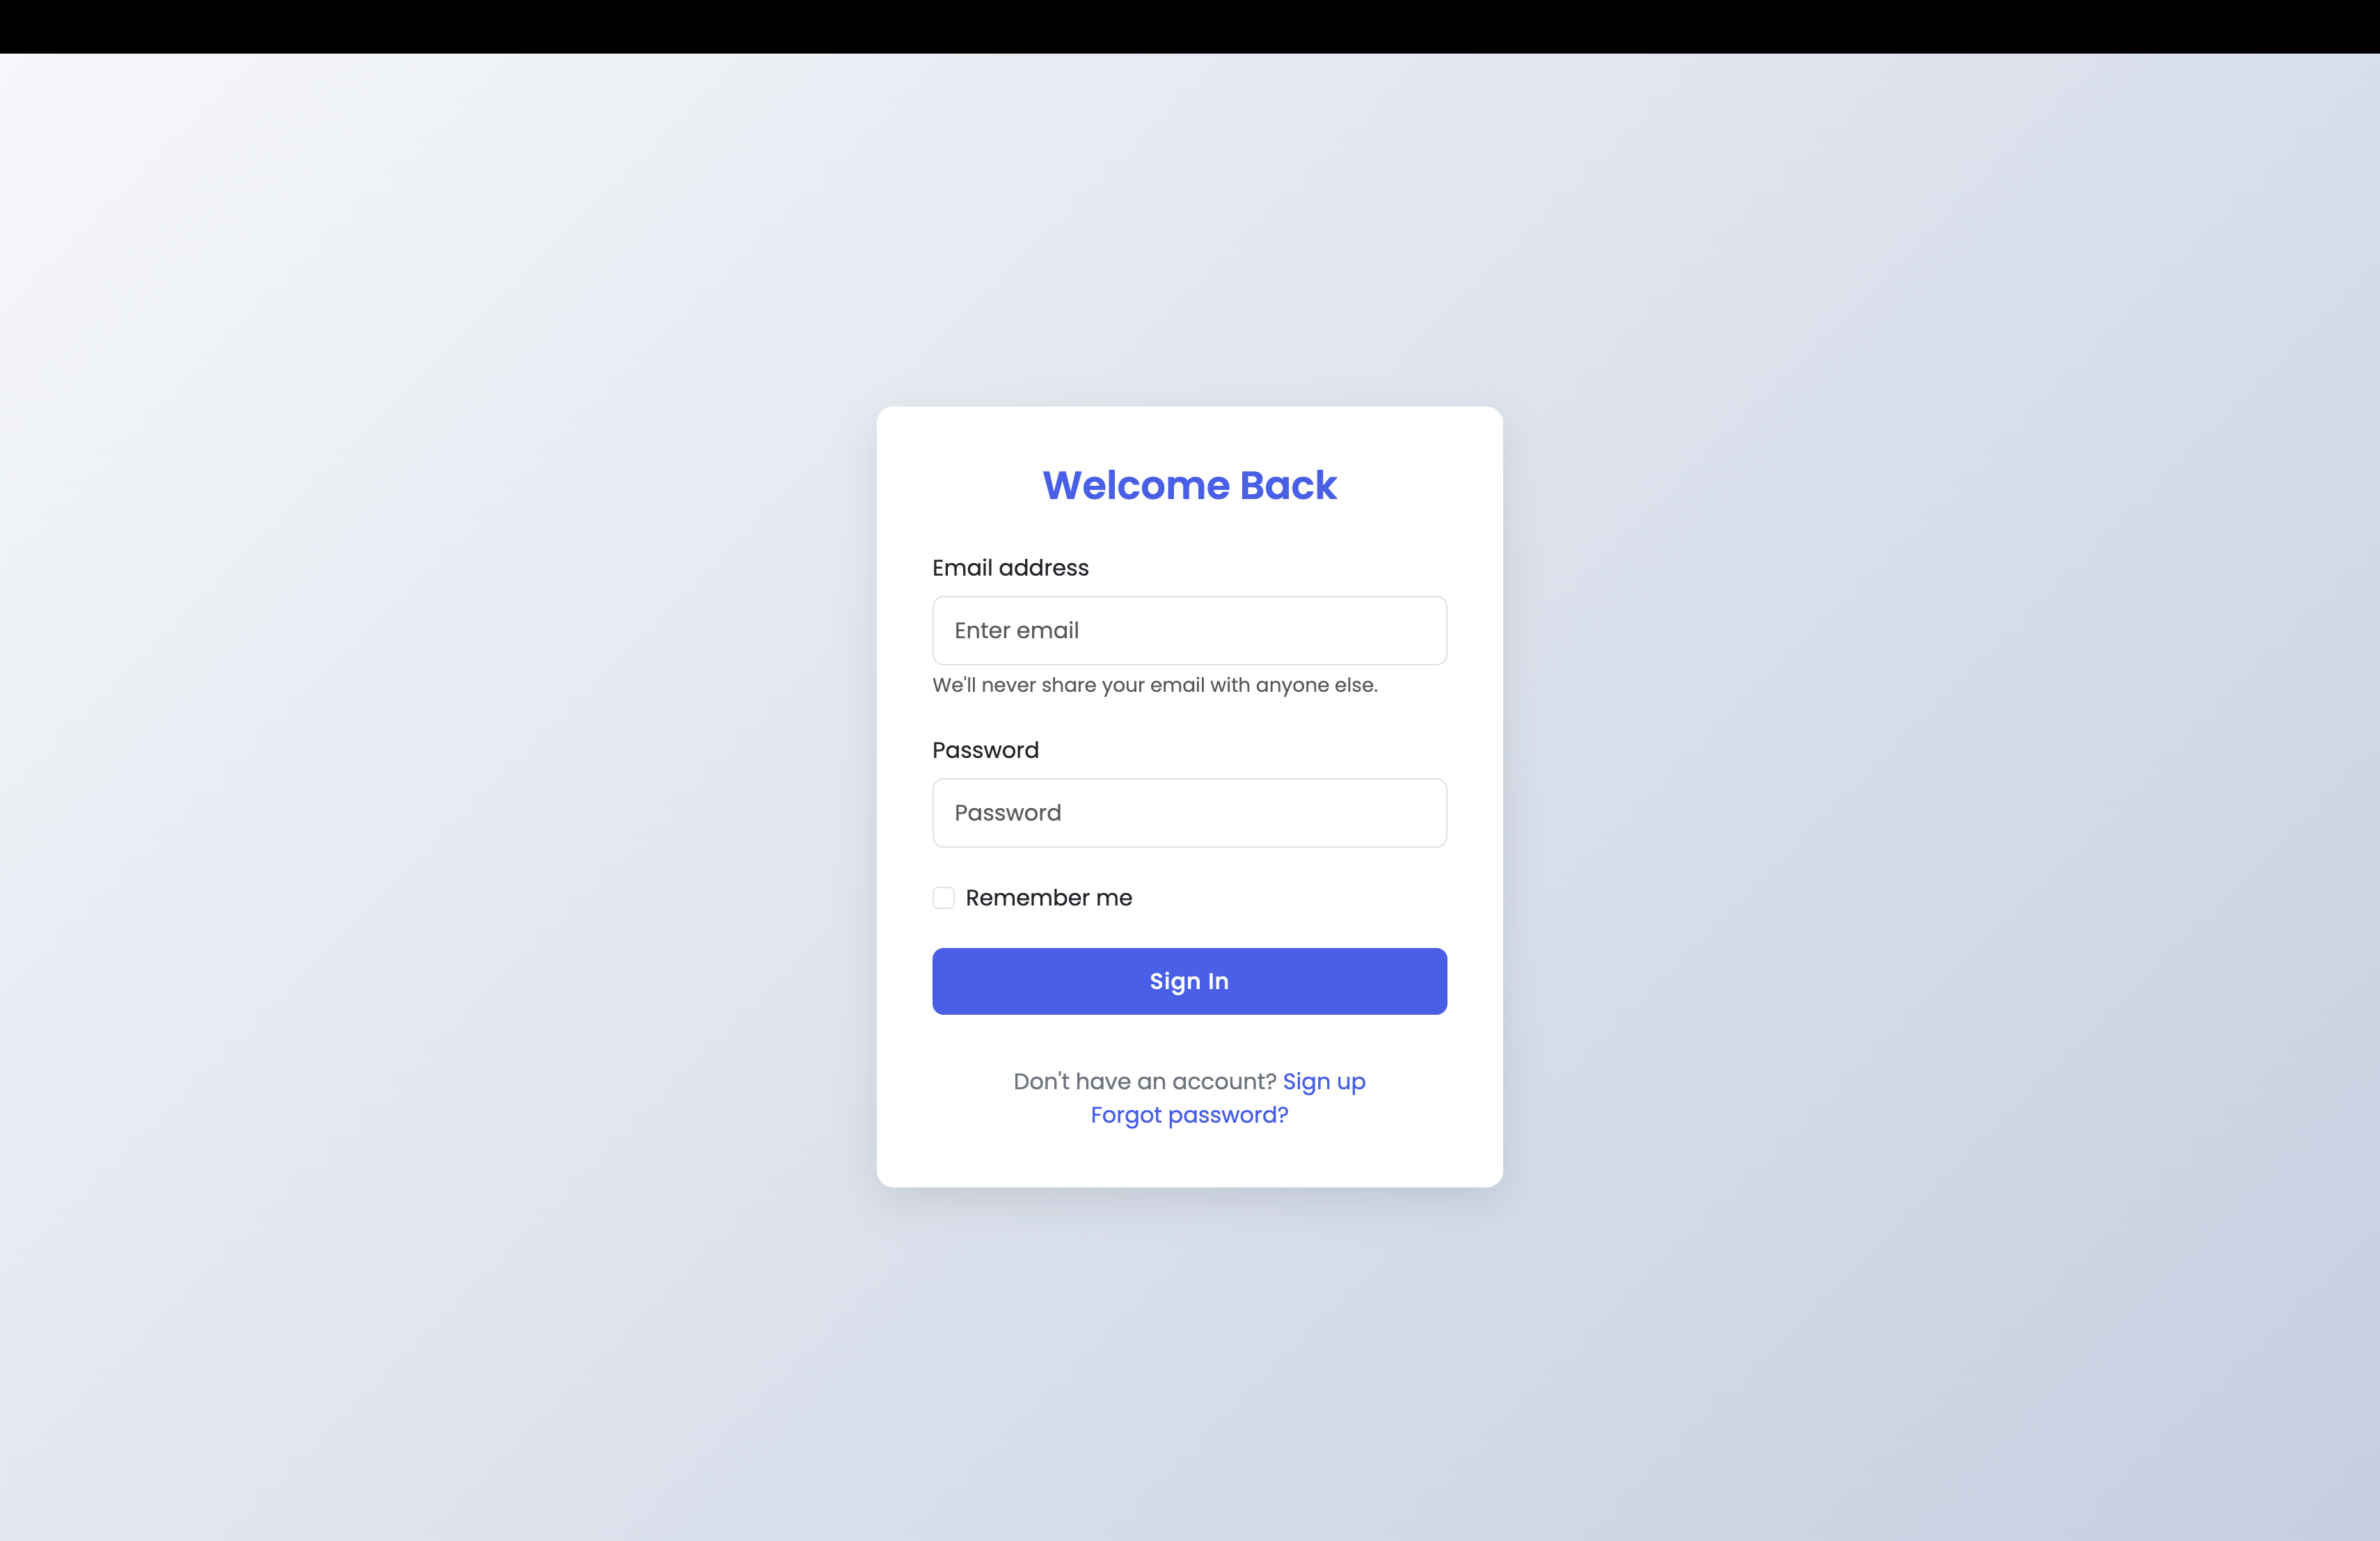 Welcome Back
Email address
Enter email
We'll never share your email with anyone else.
Password
Password
Remember me
Sign In
Don't have an account? Sign up
Forgot password?